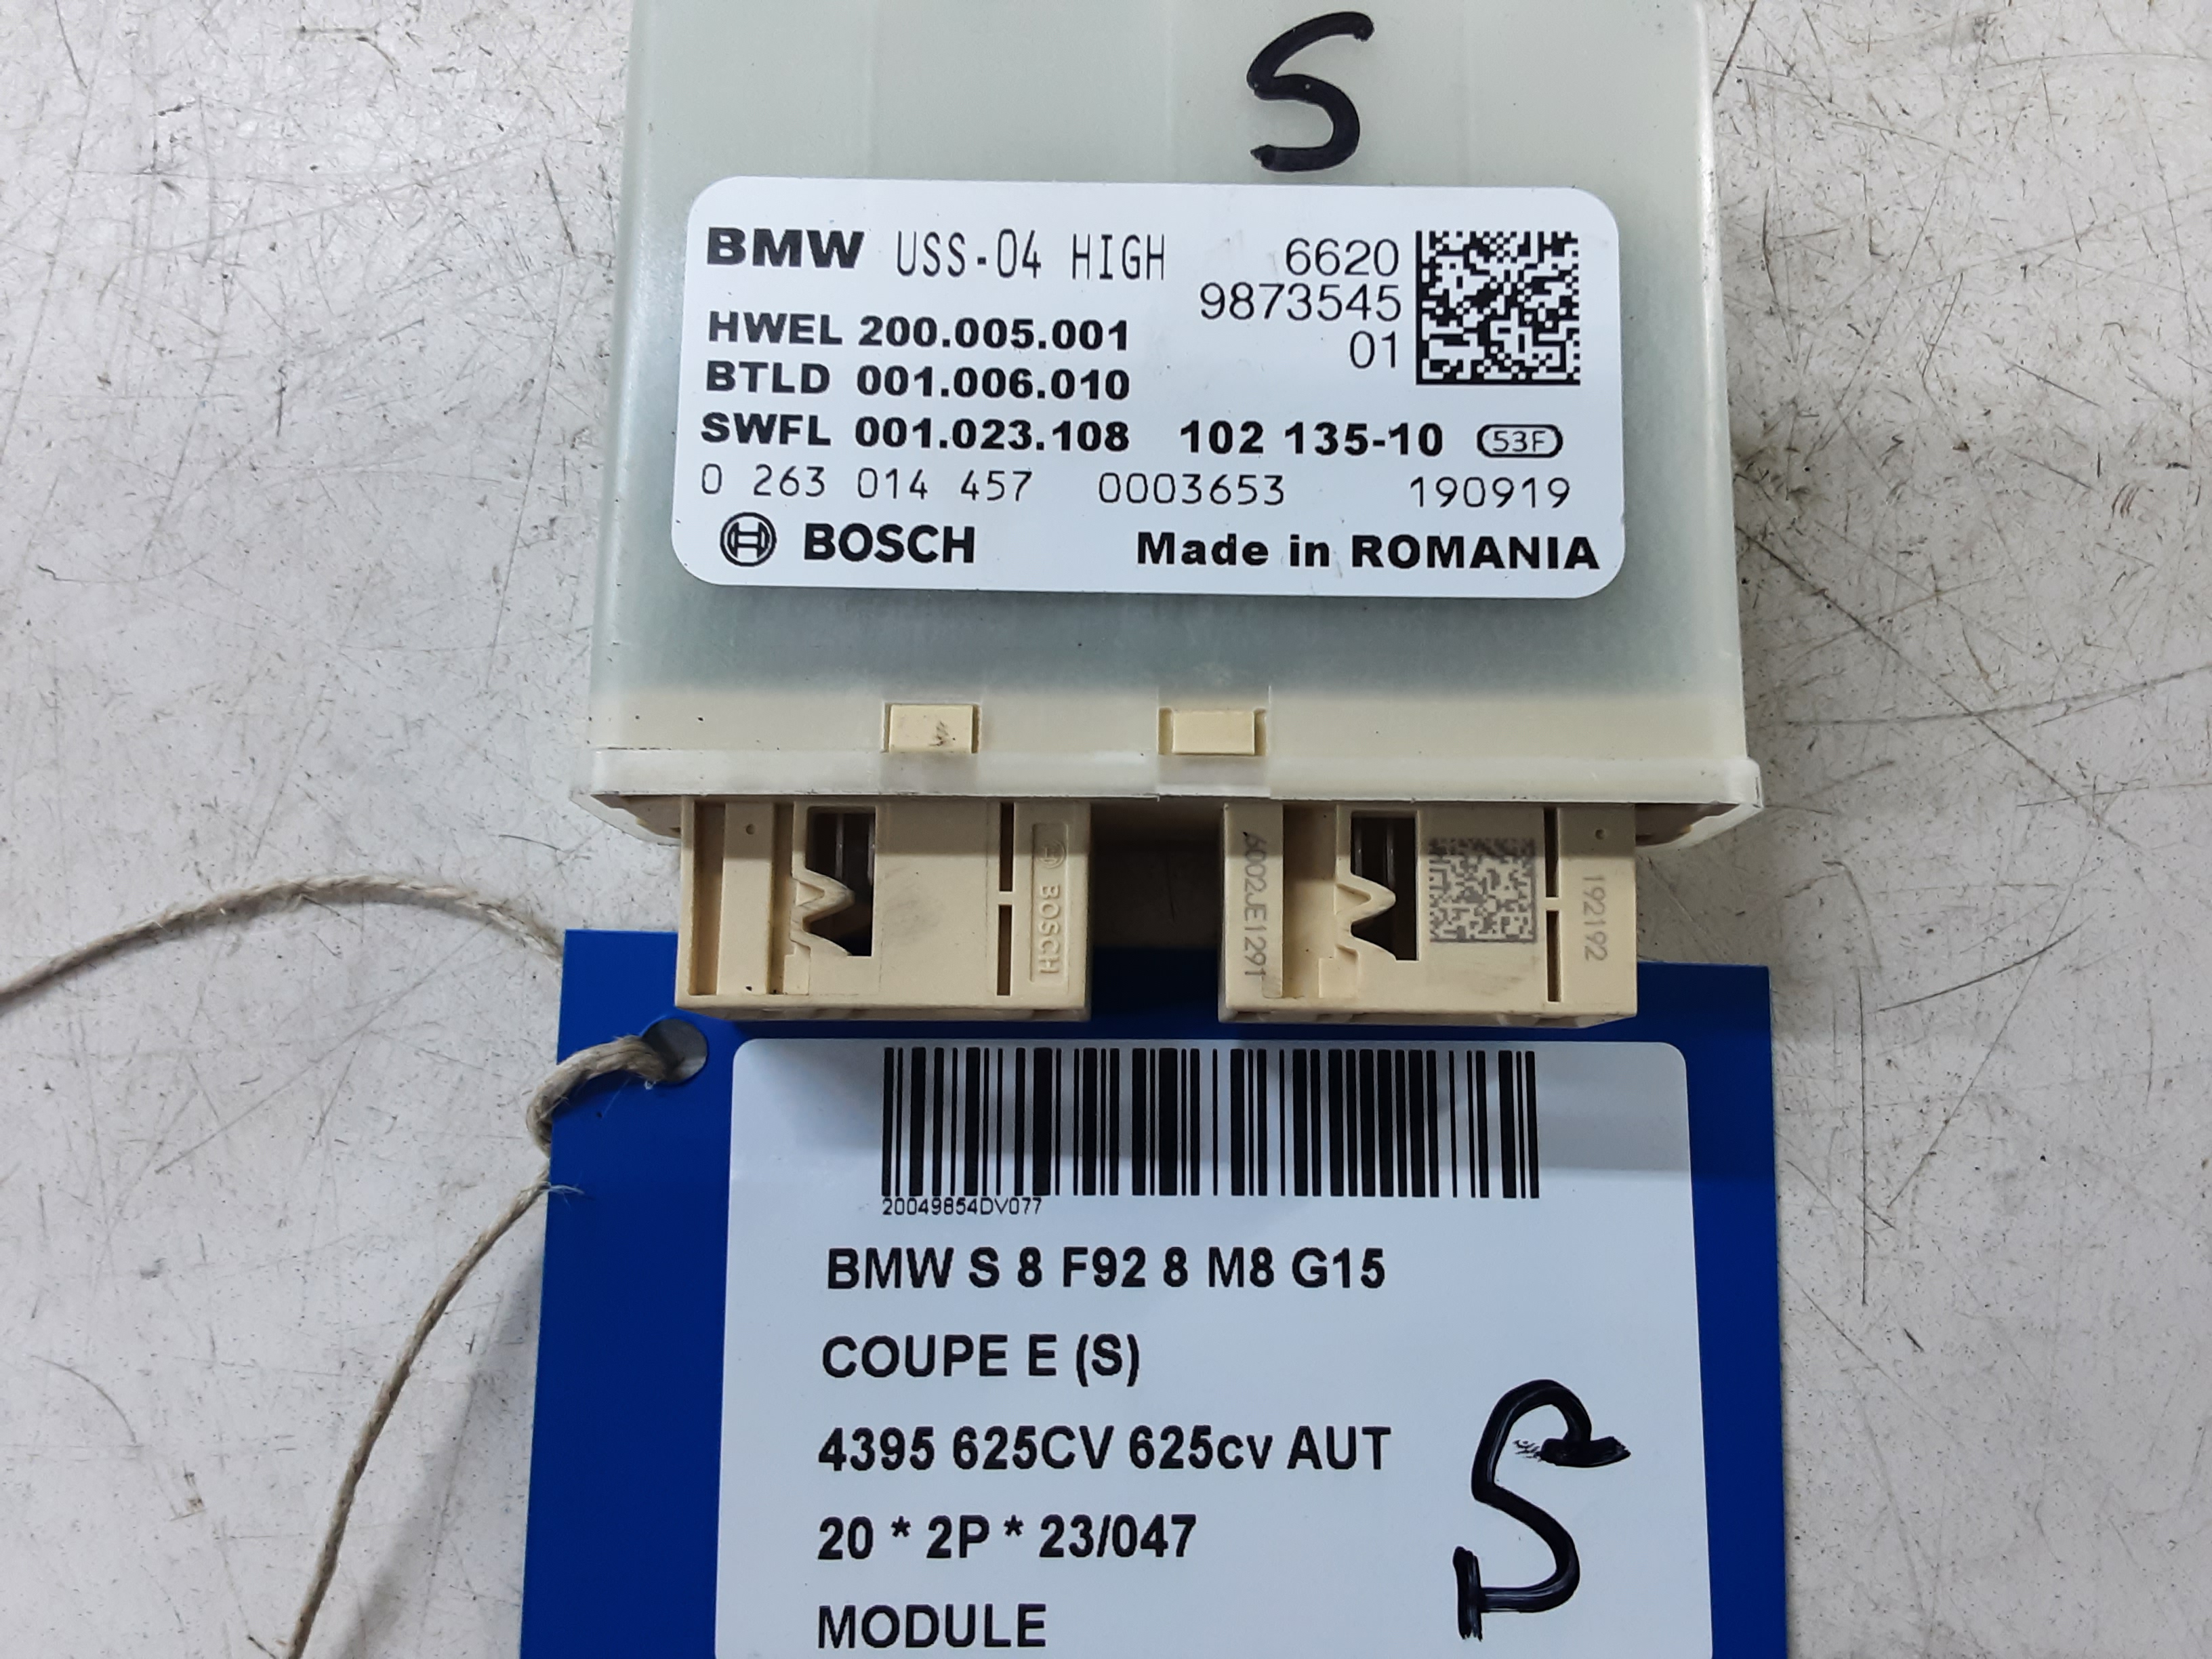 S
BMW USS-04 HIGH 6620
9873545
01
HWEL 200.005.001
BTLD 001.006.010
SWFL 001.023.108 102 135-10 53F
0 263 014 457 0003653 190919
BOSCH Made in ROMANIA
BOSCH
6002JE1291
192192
20049854DV077
BMW S 8 F92 8 M8 G15
COUPE E (S)
4395 625CV 625cv AUT
20 * 2P * 23/047
MODULE
S